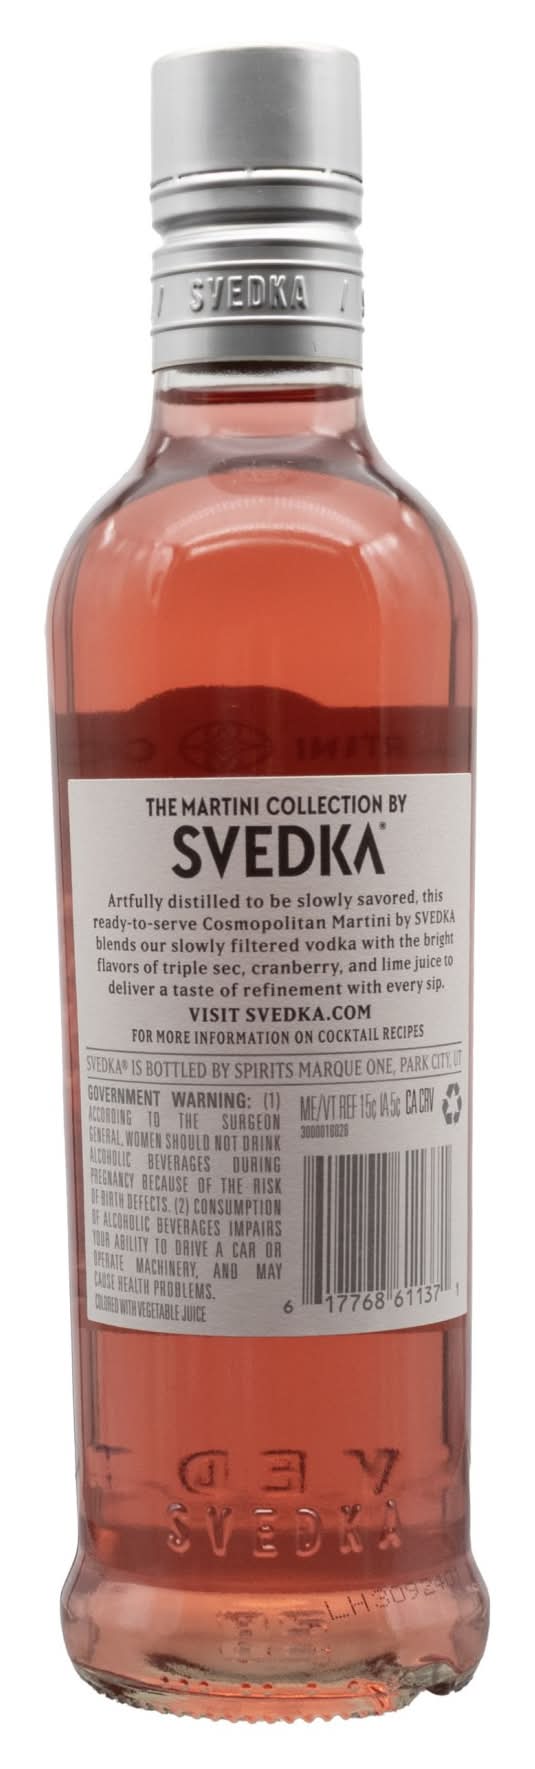 SVEDKA
THE MARTINI COLLECTION BY
SVEDKA®
Artfully distilled to be slowly savored, this
ready-to-serve Cosmopolitan Martini by SVEDKA
blends our slowly filtered vodka with the bright
flavors of triple sec, cranberry, and lime juice to
deliver a taste of refinement with every sip.
VISIT SVEDKA.COM
FOR MORE INFORMATION ON COCKTAIL RECIPES
SVEDKA® IS BOTTLED BY SPIRITS MARQUE ONE, PARK CITY, UT
GOVERNMENT WARNING: (1)
ACCORDING TO THE SURGEON
GENERAL, WOMEN SHOULD NOT DRINK
ALCOHOLIC BEVERAGES DURING
PREGNANCY BECAUSE OF THE RISK
OF BIRTH DEFECTS. (2) CONSUMPTION
OF ALCOHOLIC BEVERAGES IMPAIRS
YOUR ABILITY TO DRIVE A CAR OR
OPERATE MACHINERY, AND MAY
CAUSE HEALTH PROBLEMS.
COLORED WITH VEGETABLE JUICE
ME/VT REF 15¢ IA 5¢ CA CRV
3000016026
6 17768 61137 1
SVEDKA